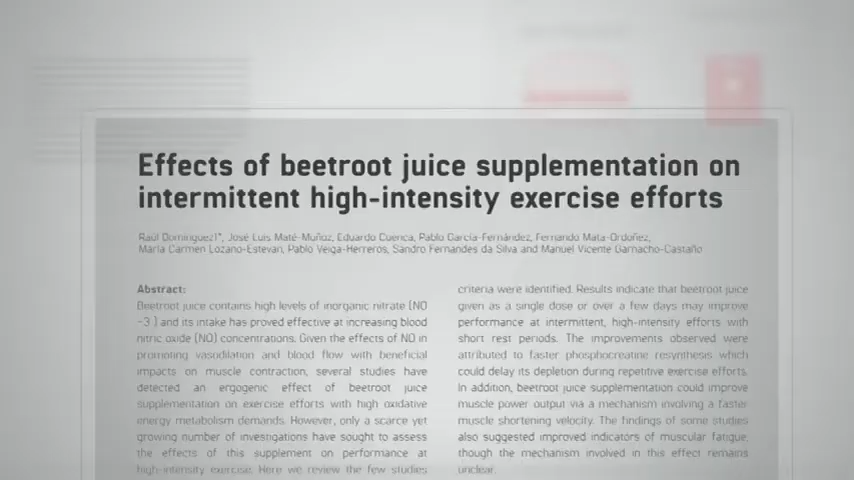 Effects of beetroot juice supplementation on
intermittent high-intensity exercise efforts
Raúl Domínguez1*, José Luis Maté-Muñoz, Eduardo Cuenca, Pablo García-Fernández, Fernando Mata-Ordoñez,
María Carmen Lozano-Estevan, Pablo Veiga-Herreros, Sandro Fernandes da Silva and Manuel Vicente Garnacho-Castaño
Abstract:
Beetroot juice contains high levels of inorganic nitrate (NO
-3 ) and its intake has proved effective at increasing blood
nitric oxide (NO) concentrations. Given the effects of NO in
promoting vasodilation and blood flow with beneficial
impacts on muscle contraction, several studies have
detected an ergogenic effect of beetroot juice
supplementation on exercise efforts with high oxidative
energy metabolism demands. However, only a scarce yet
growing number of investigations have sought to assess
the effects of this supplement on performance at
high-intensity exercise. Here we review the few studies
criteria were identified. Results indicate that beetroot juice
given as a single dose or over a few days may improve
performance at intermittent, high-intensity efforts with
short rest periods. The improvements observed were
attributed to faster phosphocreatine resynthesis which
could delay its depletion during repetitive exercise efforts.
In addition, beetroot juice supplementation could improve
muscle power output via a mechanism involving a faster
muscle shortening velocity. The findings of some studies
also suggested improved indicators of muscular fatigue,
though the mechanism involved in this effect remains
unclear.